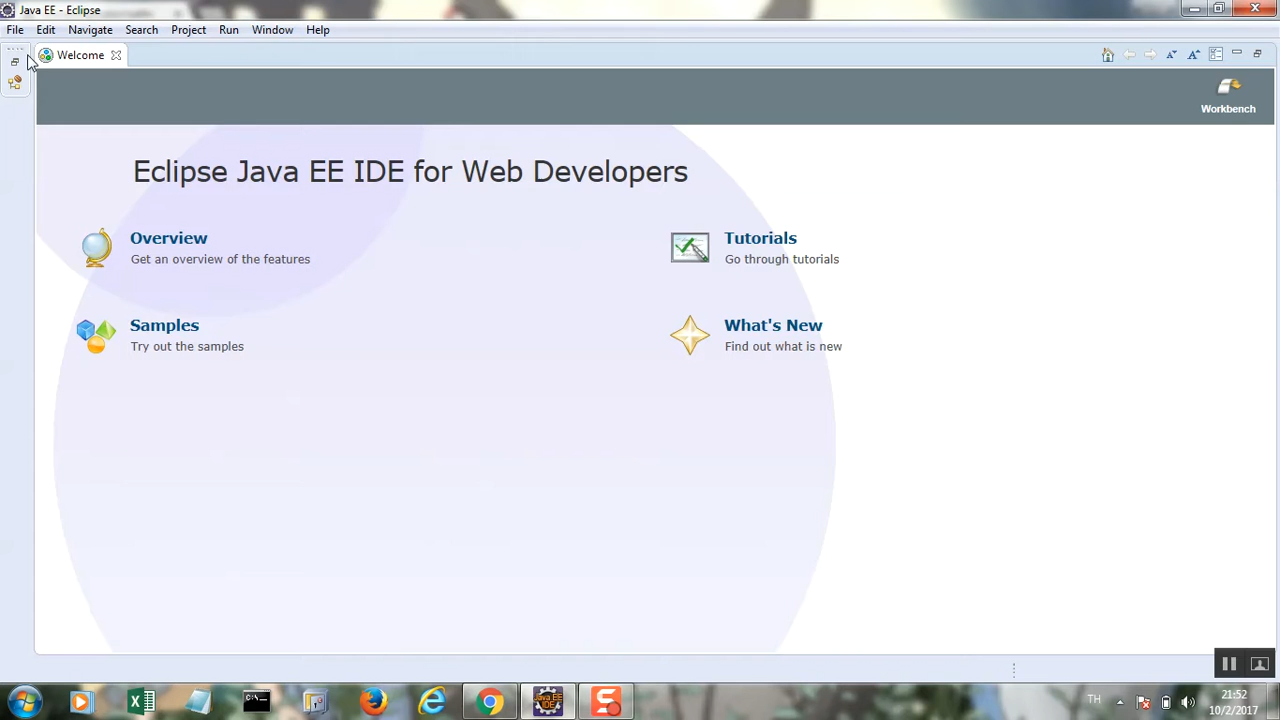 Java EE - Eclipse
File Edit Navigate Search Project Run Window Help
Welcome
Workbench
Eclipse Java EE IDE for Web Developers
Overview
Get an overview of the features
Tutorials
Go through tutorials
Samples
Try out the samples
What's New
Find out what is new
TH
21:52
10/2/2017